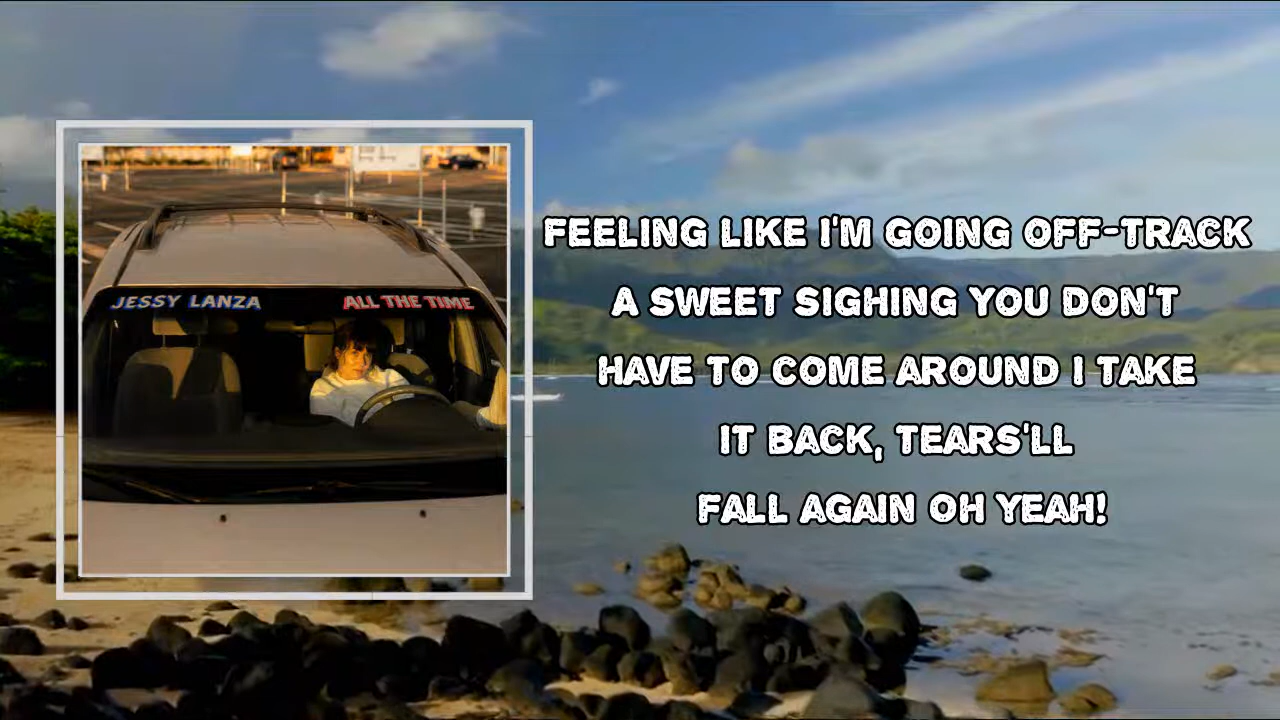 JESSY LANZA ALL THE TIME
FEELING LIKE I'M GOING OFF-TRACK
A SWEET SIGHING YOU DON'T
HAVE TO COME AROUND I TAKE
IT BACK, TEARS'LL
FALL AGAIN OH YEAH!